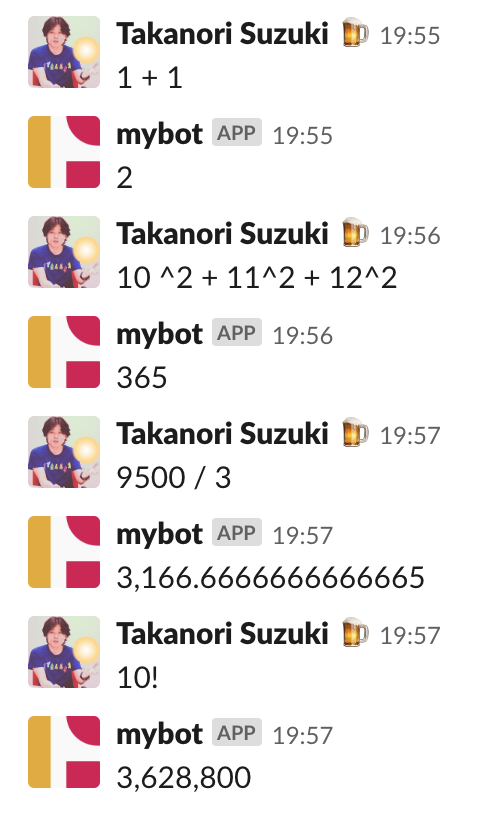 Takanori Suzuki 🍺 19:55
1 + 1
mybot APP 19:55
2
Takanori Suzuki 🍺 19:56
10 ^2 + 11^2 + 12^2
mybot APP 19:56
365
Takanori Suzuki 🍺 19:57
9500 / 3
mybot APP 19:57
3,166.6666666666665
Takanori Suzuki 🍺 19:57
10!
mybot APP 19:57
3,628,800